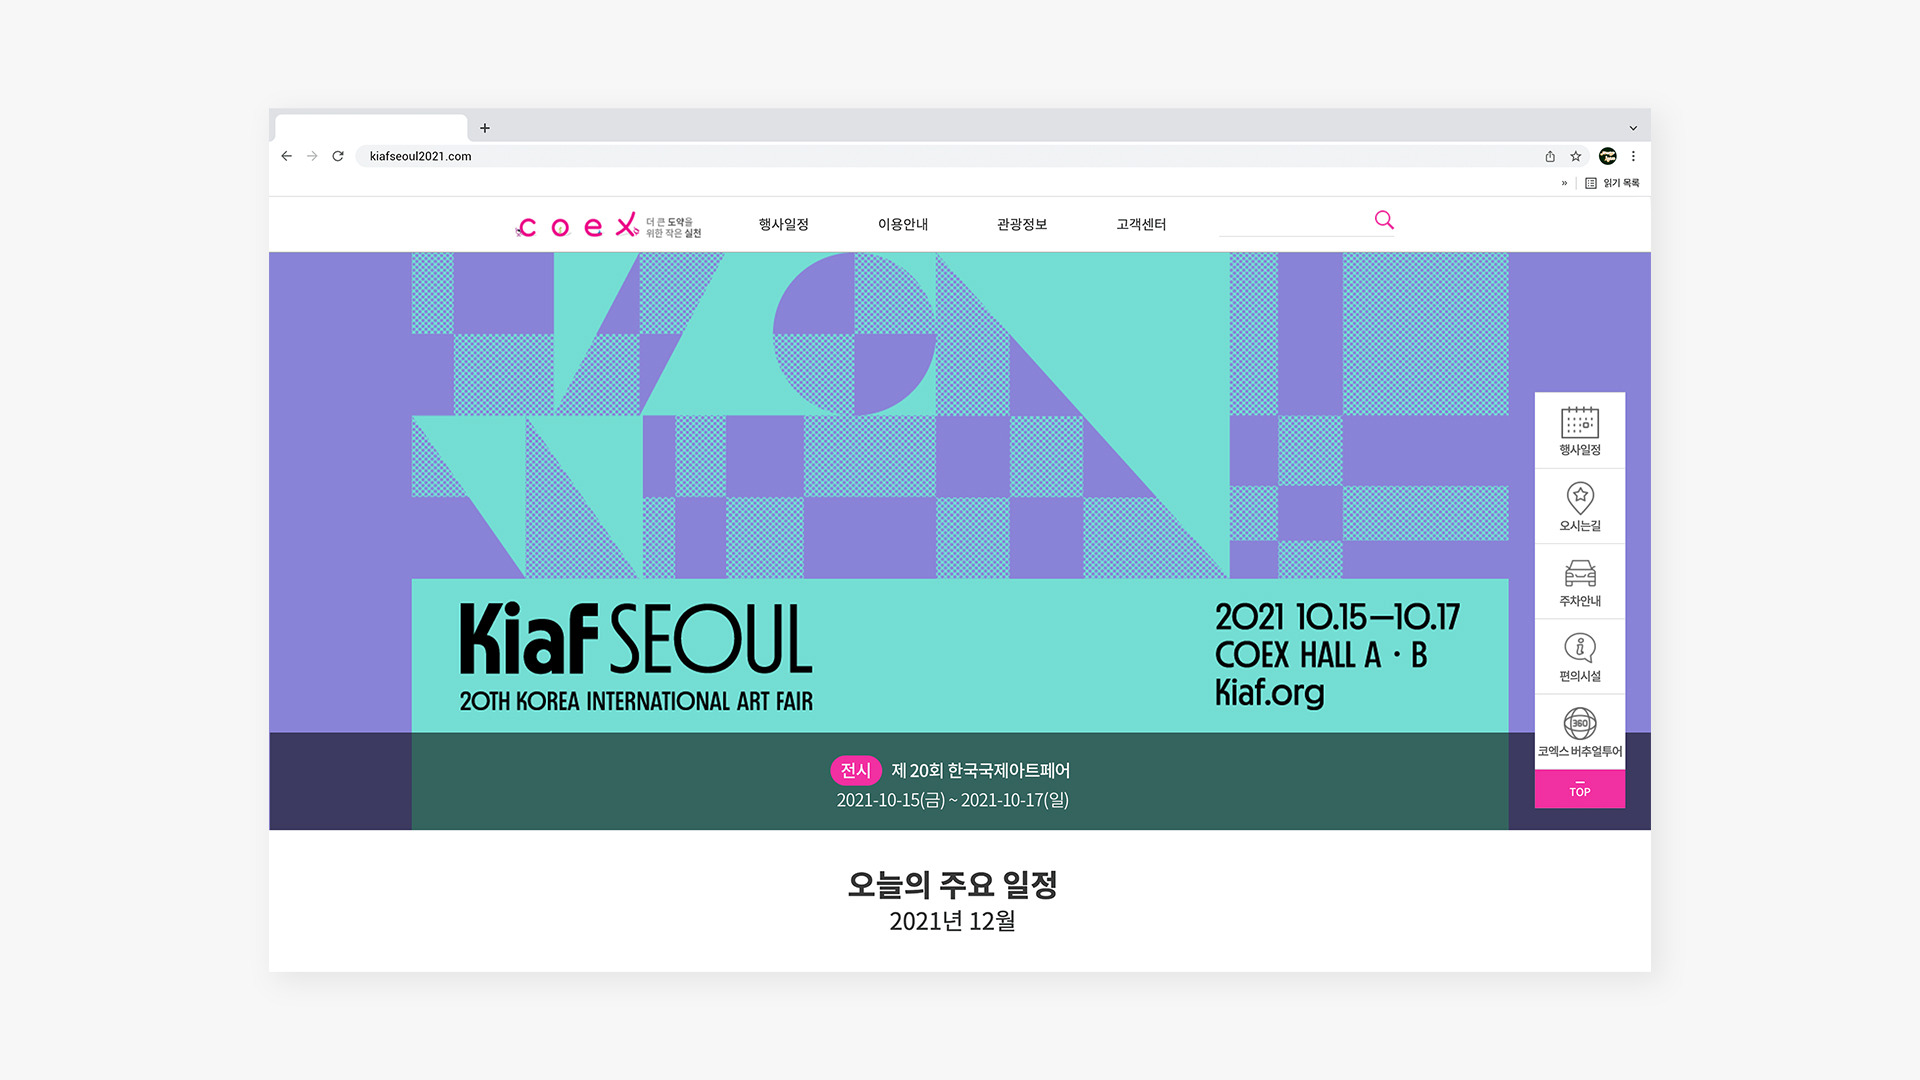 kiafseoul2021.com
» 읽기 목록
coex
더 큰 도약을
위한 작은 실천
행사일정 이용안내 관광정보 고객센터
Kiaf SEOUL
20TH KOREA INTERNATIONAL ART FAIR
2021 10.15—10.17
COEX HALL A · B
Kiaf.org
전시 제 20회 한국국제아트페어
2021-10-15(금) ~ 2021-10-17(일)
행사일정
오시는길
주차안내
편의시설
360
코엑스 버추얼투어
TOP
오늘의 주요 일정
2021년 12월